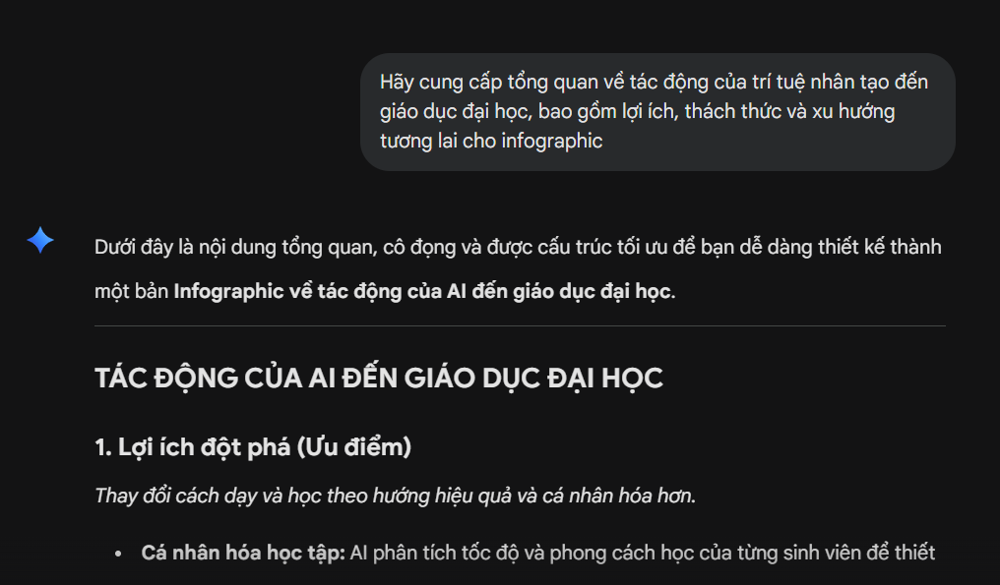 Hãy cung cấp tổng quan về tác động của trí tuệ nhân tạo đến
giáo dục đại học, bao gồm lợi ích, thách thức và xu hướng
tương lai cho infographic
Dưới đây là nội dung tổng quan, cô đọng và được cấu trúc tối ưu để bạn dễ dàng thiết kế thành
một bản Infographic về tác động của AI đến giáo dục đại học.
TÁC ĐỘNG CỦA AI ĐẾN GIÁO DỤC ĐẠI HỌC
1. Lợi ích đột phá (Ưu điểm)
Thay đổi cách dạy và học theo hướng hiệu quả và cá nhân hóa hơn.
• Cá nhân hóa học tập: AI phân tích tốc độ và phong cách học của từng sinh viên để thiết